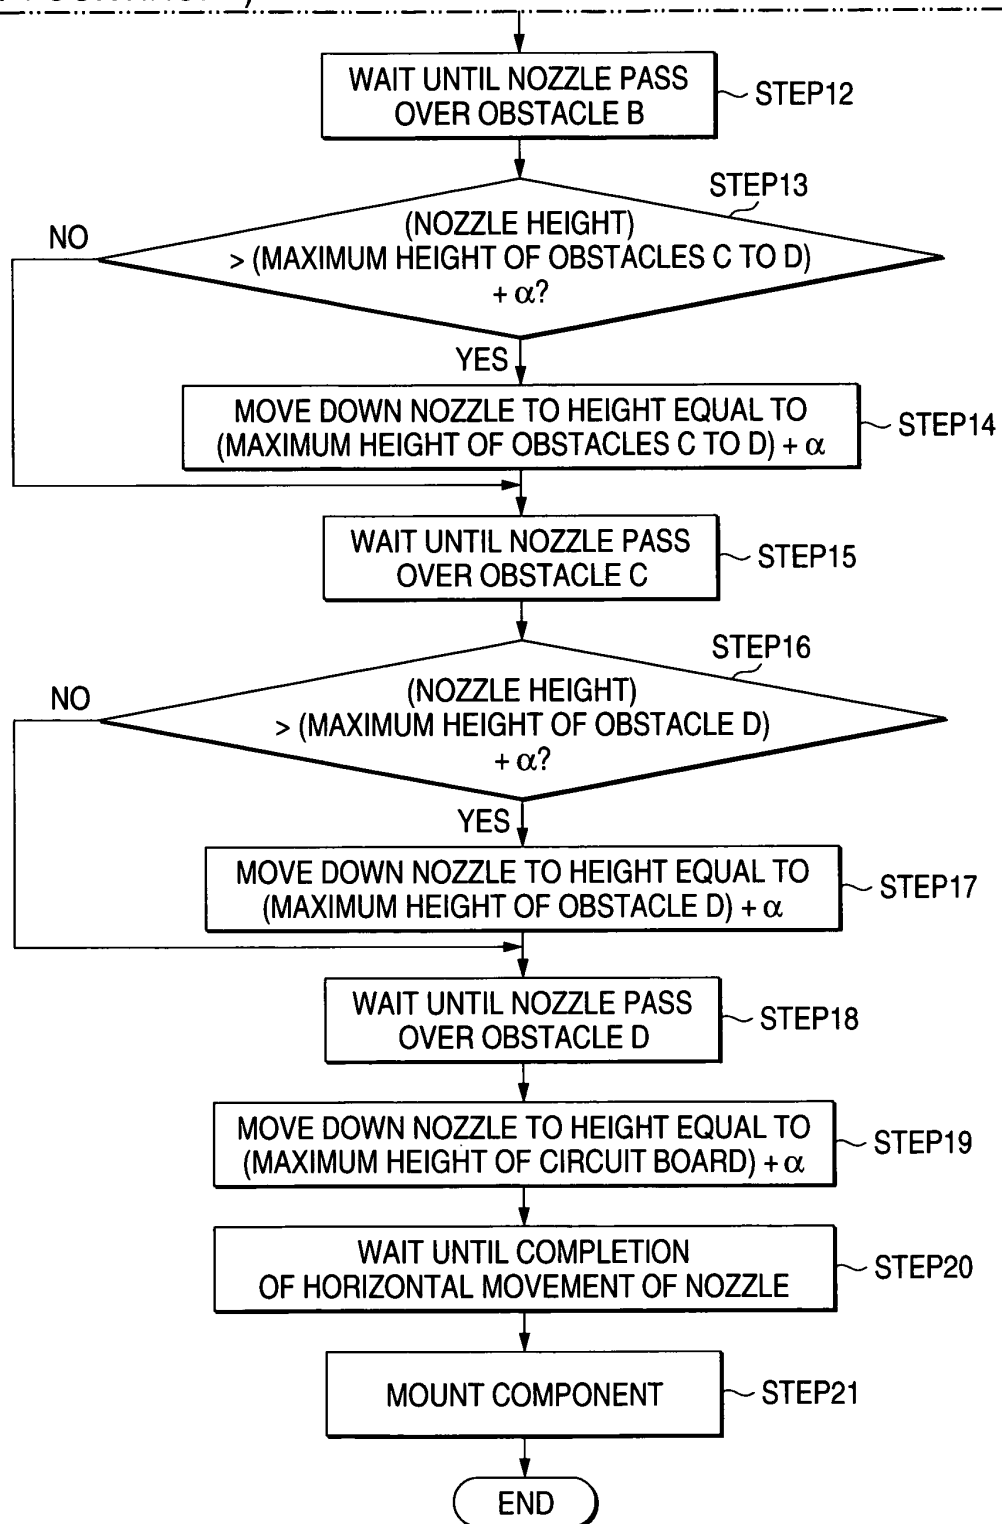 WAIT UNTIL NOZZLE PASS
OVER OBSTACLE B
STEP12
STEP13
(NOZZLE HEIGHT)
> (MAXIMUM HEIGHT OF OBSTACLES C TO D)
+ α?
NO
YES
MOVE DOWN NOZZLE TO HEIGHT EQUAL TO
(MAXIMUM HEIGHT OF OBSTACLES C TO D) + α
STEP14
WAIT UNTIL NOZZLE PASS
OVER OBSTACLE C
STEP15
STEP16
(NOZZLE HEIGHT)
> (MAXIMUM HEIGHT OF OBSTACLE D)
+ α?
NO
YES
MOVE DOWN NOZZLE TO HEIGHT EQUAL TO
(MAXIMUM HEIGHT OF OBSTACLE D) + α
STEP17
WAIT UNTIL NOZZLE PASS
OVER OBSTACLE D
STEP18
MOVE DOWN NOZZLE TO HEIGHT EQUAL TO
(MAXIMUM HEIGHT OF CIRCUIT BOARD) + α
STEP19
WAIT UNTIL COMPLETION
OF HORIZONTAL MOVEMENT OF NOZZLE
STEP20
MOUNT COMPONENT
STEP21
END